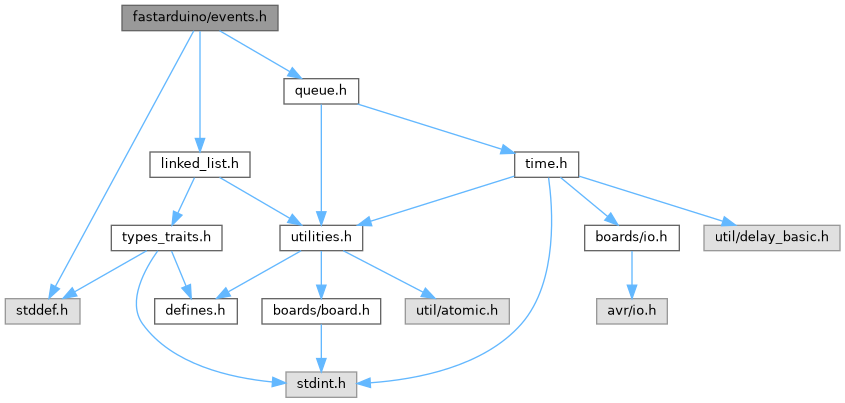 fastarduino/events.h
queue.h
linked_list.h
time.h
types_traits.h
utilities.h
boards/io.h
util/delay_basic.h
stddef.h
defines.h
boards/board.h
util/atomic.h
avr/io.h
stdint.h